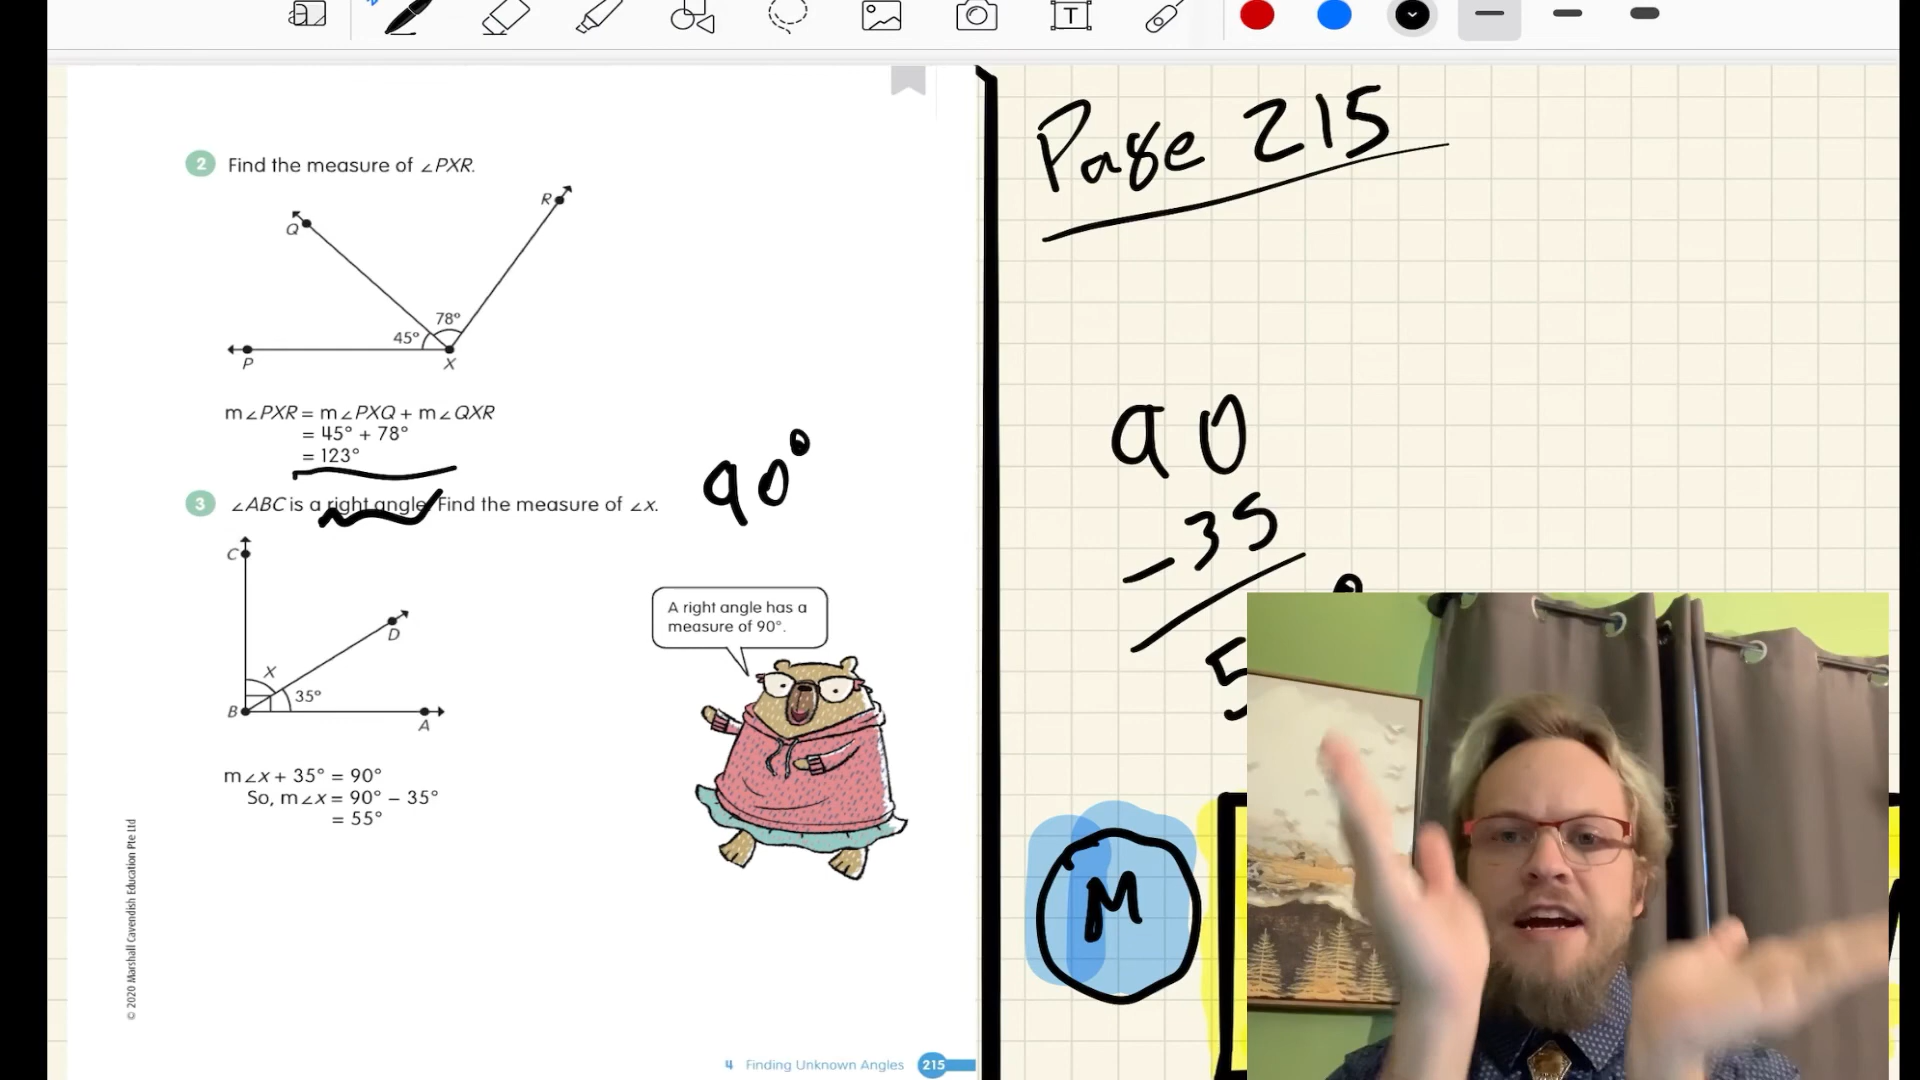 2 Find the measure of ∠PXR.
R
Q
78°
45°
P
X
m∠PXR = m∠PXQ + m∠QXR
= 45° + 78°
= 123°
90°
3 ∠ABC is a right angle. Find the measure of ∠x.
C
D
x
35°
B
A
A right angle has a
measure of 90°.
m∠x + 35° = 90°
So, m∠x = 90° − 35°
= 55°
© 2020 Marshall Cavendish Education Pte Ltd
4 Finding Unknown Angles 215
T
Page 215
90
-35
5
M